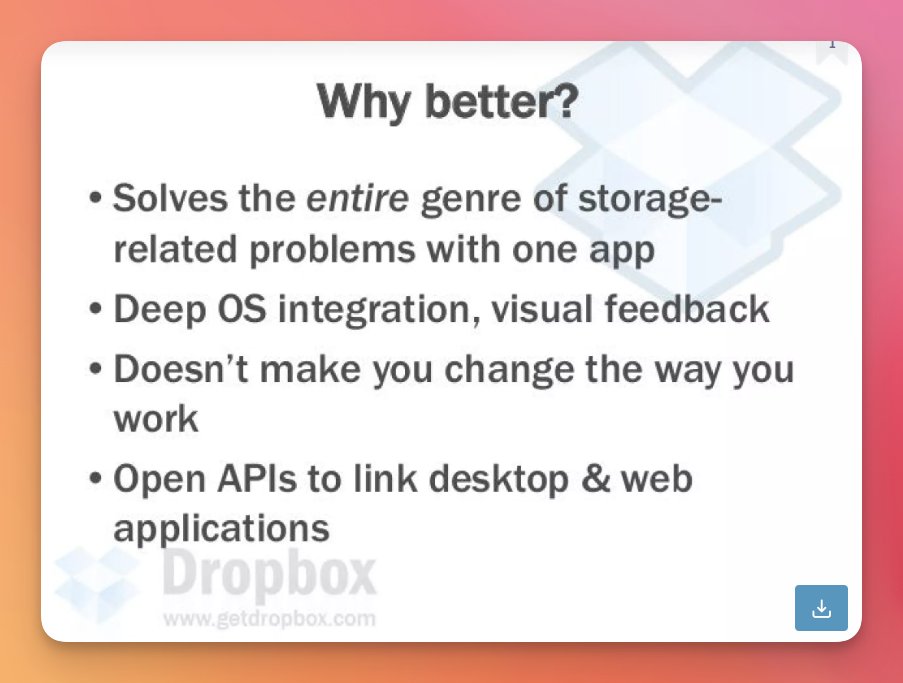 1
Why better?
• Solves the entire genre of storage-
related problems with one app
• Deep OS integration, visual feedback
• Doesn’t make you change the way you
work
• Open APIs to link desktop & web
applications
Dropbox
www.getdropbox.com